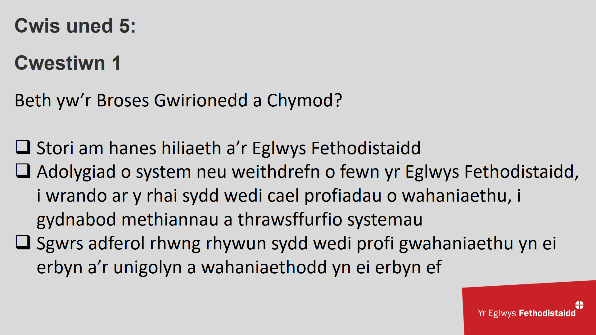 Cwis uned 5:
Cwestiwn 1
Beth yw’r Broses Gwirionedd a Chymod?
❑ Stori am hanes hiliaeth a’r Eglwys Fethodistaidd
❑ Adolygiad o system neu weithdrefn o fewn yr Eglwys Fethodistaidd,
i wrando ar y rhai sydd wedi cael profiadau o wahaniaethu, i
gydnabod methiannau a thrawsffurfio systemau
❑ Sgwrs adferol rhwng rhywun sydd wedi profi gwahaniaethu yn ei
erbyn a’r unigolyn a wahaniaethodd yn ei erbyn ef
Yr Eglwys Fethodistaidd